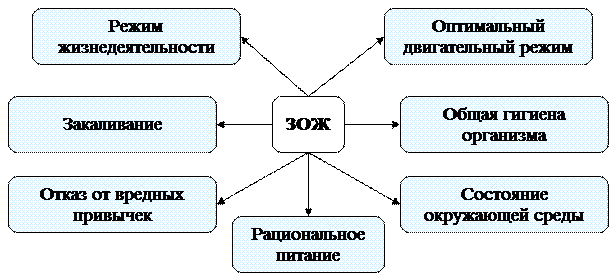 Режим
жизнедеятельности
Оптимальный
двигательный режим
Закаливание
ЗОЖ
Общая гигиена
организма
Отказ от вредных
привычек
Рациональное
питание
Состояние
окружающей среды